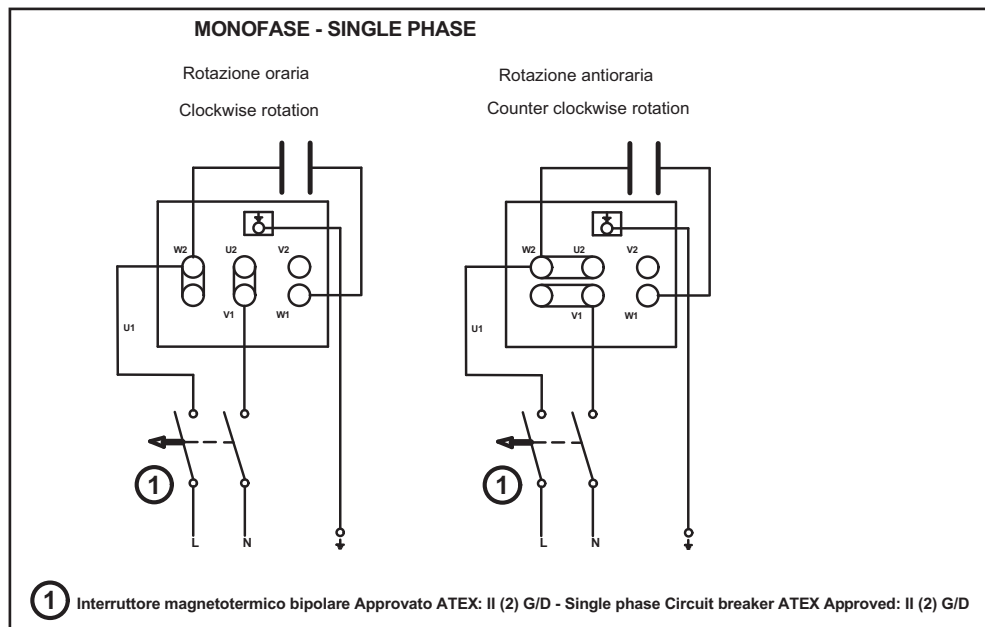 MONOFASE - SINGLE PHASE
Rotazione oraria
Clockwise rotation
W2 U2 V2
V1 W1
U1
1
L N
Rotazione antioraria
Counter clockwise rotation
W2 U2 V2
V1 W1
U1
1
L N
1 Interruttore magnetotermico bipolare Approvato ATEX: II (2) G/D - Single phase Circuit breaker ATEX Approved: II (2) G/D